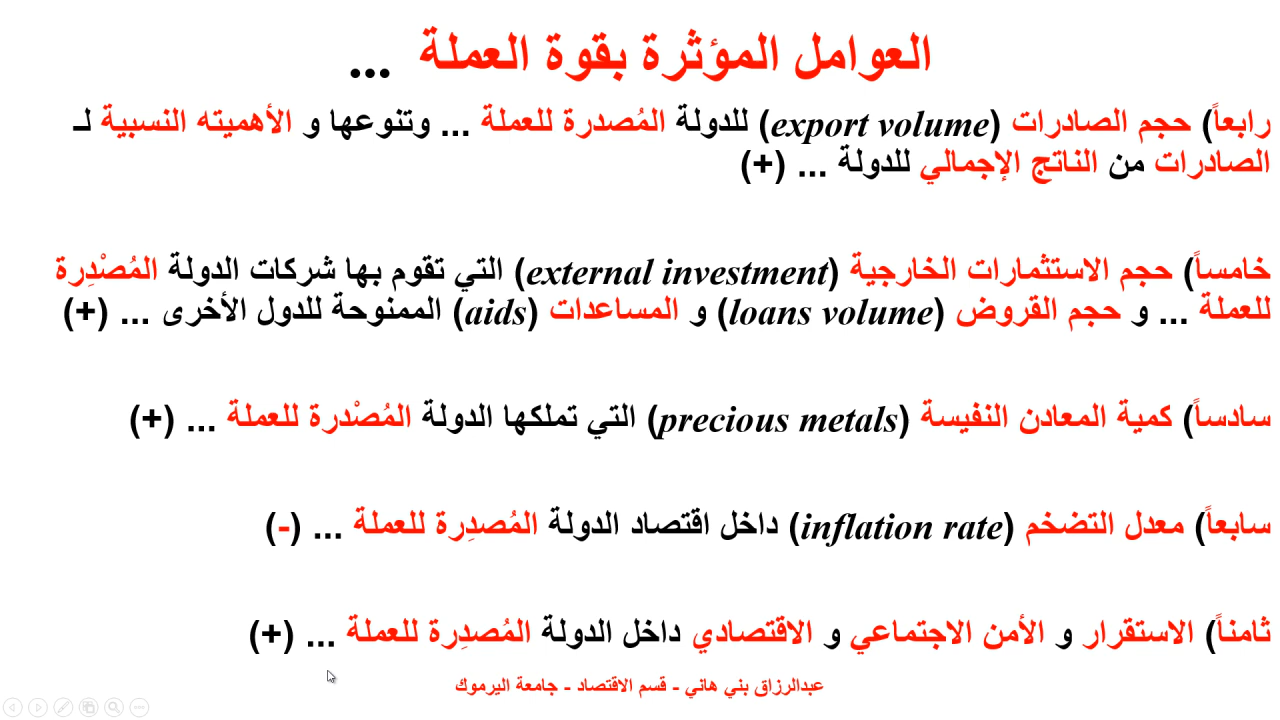 العوامل المؤثرة بقوة العملة ...
رابعاً) حجم الصادرات (export volume) للدولة المُصدرة للعملة ... وتنوعها و الأهميته النسبية لـ
الصادرات من الناتج الإجمالي للدولة ... (+)
خامساً) حجم الاستثمارات الخارجية (external investment) التي تقوم بها شركات الدولة المُصْدِرة
للعملة ... و حجم القروض (loans volume) و المساعدات (aids) الممنوحة للدول الأخرى ... (+)
سادساً) كمية المعادن النفيسة (precious metals) التي تملكها الدولة المُصْدرة للعملة ... (+)
سابعاً) معدل التضخم (inflation rate) داخل اقتصاد الدولة المُصدِرة للعملة ... (-)
ثامناً) الاستقرار و الأمن الاجتماعي و الاقتصادي داخل الدولة المُصدِرة للعملة ... (+)
عبدالرزاق بني هاني - قسم الاقتصاد - جامعة اليرموك